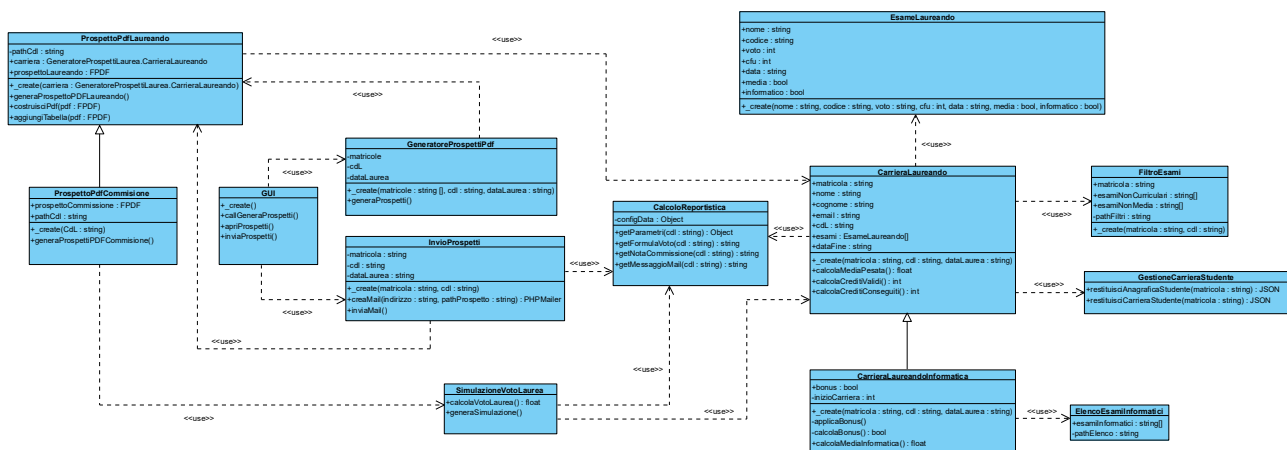 EsameLaureando
+nome : string
+codice : string
+voto : int
+cfu : int
+data : string
+media : bool
+informatico : bool
+_create(nome : string, codice : string, voto : string, cfu : int, data : string, media : bool, informatico : bool)
ProspettoPdfLaureando
-pathCdl : string
+carriera : GeneratoreProspettiLaurea.CarrieraLaureando
+prospettoLaureando : FPDF
+_create(carriera : GeneratoreProspettiLaurea.CarrieraLaureando)
+generaProspettoPDFLaureando()
+costruisciPdf(pdf : FPDF)
+aggiungiTabella(pdf : FPDF)
<<use>>
<<use>>
<<use>>
GeneratoreProspettiPdf
-matricole
-cdL
-dataLaurea
+_create(matricole : string [], cdl : string, dataLaurea : string)
+generaProspetti()
<<use>>
ProspettoPdfCommisione
+prospettoCommissione : FPDF
+pathCdl : string
+_create(CdL : string)
+generaProspettiPDFCommisione()
GUI
+_create()
+callGeneraProspetti()
+apriProspetti()
+inviaProspetti()
CarrieraLaureando
+matricola : string
+nome : string
+cognome : string
+email : string
+cdL : string
+esami : EsameLaureando[]
+dataFine : string
+_create(matricola : string, cdl : string, dataLaurea : string)
+calcolaMediaPesata() : float
+calcolaCreditiValidi() : int
+calcolaCreditiConseguiti() : int
<<use>>
FiltroEsami
+matricola : string
+esamiNonCurriculari : string[]
+esamiNonMedia : string[]
-pathFiltri : string
+_create(matricola : string, cdl : string)
CalcoloReportistica
-configData : Object
+getParametri(cdl : string) : Object
+getFormulaVoto(cdl : string) : string
+getNotaCommissione(cdl : string) : string
+getMessaggioMail(cdl : string) : string
<<use>>
InvioProspetti
-matricola : string
-cdl : string
-dataLaurea : string
+_create(matricola : string, cdl : string)
+creaMail(indirizzo : string, pathProspetto : string) : PHPMailer
+inviaMail()
<<use>>
<<use>>
<<use>>
GestioneCarrieraStudente
+restituisciAnagraficaStudente(matricola : string) : JSON
+restituisciCarrieraStudente(matricola : string) : JSON
<<use>>
<<use>>
<<use>>
<<use>>
SimulazioneVotoLaurea
+calcolaVotoLaurea() : float
+generaSimulazione()
<<use>>
CarrieraLaureandoInformatica
+bonus : bool
-inizioCarriera : int
+_create(matricola : string, cdl : string, dataLaurea : string)
-applicaBonus()
-calcolaBonus() : bool
+calcolaMediaInformatica() : float
<<use>>
ElencoEsamiInformatici
+esamiInformatici : string[]
-pathElenco : string